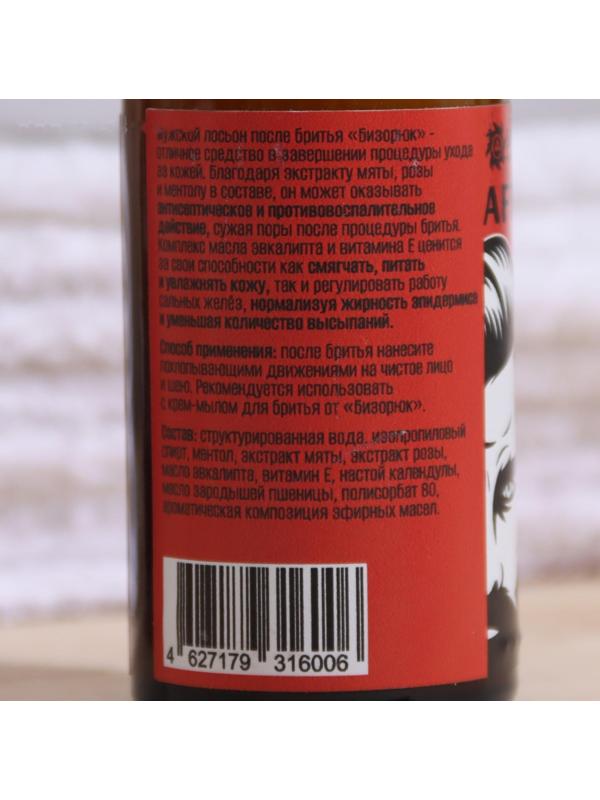 Мужской лосьон после бритья «Бизорюк» -
отличное средство в завершении процедуры ухода
за кожей. Благодаря экстракту мяты, розы
и ментолу в составе, он может оказывать
антисептическое и противовоспалительное
действие, сужая поры после процедуры бритья.
Комплекс масла эвкалипта и витамина Е ценится
за свои способности как смягчать, питать
и увлажнять кожу, так и регулировать работу
сальных желёз, нормализуя жирность эпидермиса
и уменьшая количество высыпаний.
Способ применения: после бритья нанесите
похлопывающими движениями на чистое лицо
и шею. Рекомендуется использовать
с крем-мылом для бритья от «Бизорюк».
Состав: структурированная вода, изопропиловый
спирт, ментол, экстракт мяты, экстракт розы,
масло эвкалипта, витамин Е, настой календулы,
масло зародышей пшеницы, полисорбат 80,
ароматическая композиция эфирных масел.
4 627179 316006
AF